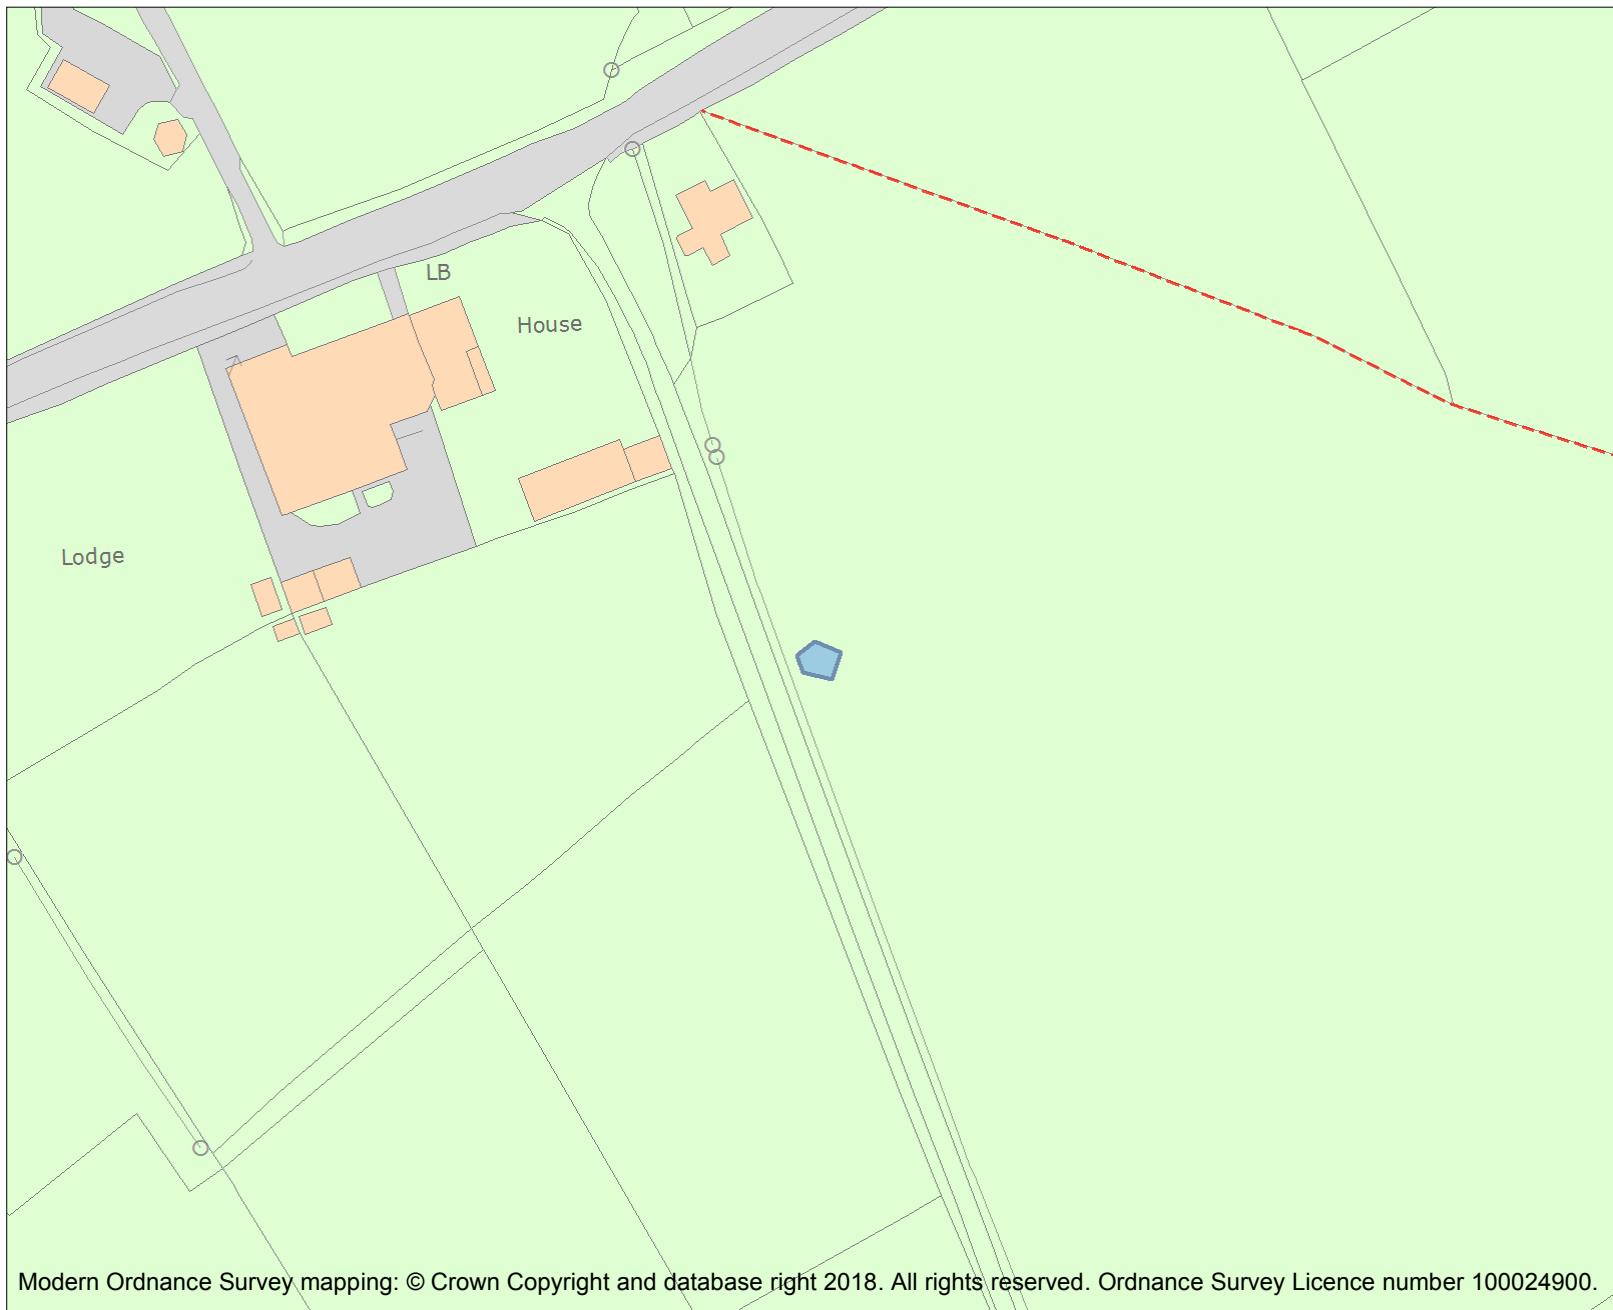 LB
House
Lodge
Modern Ordnance Survey mapping: © Crown Copyright and database right 2018. All rights reserved. Ordnance Survey Licence number 100024900.